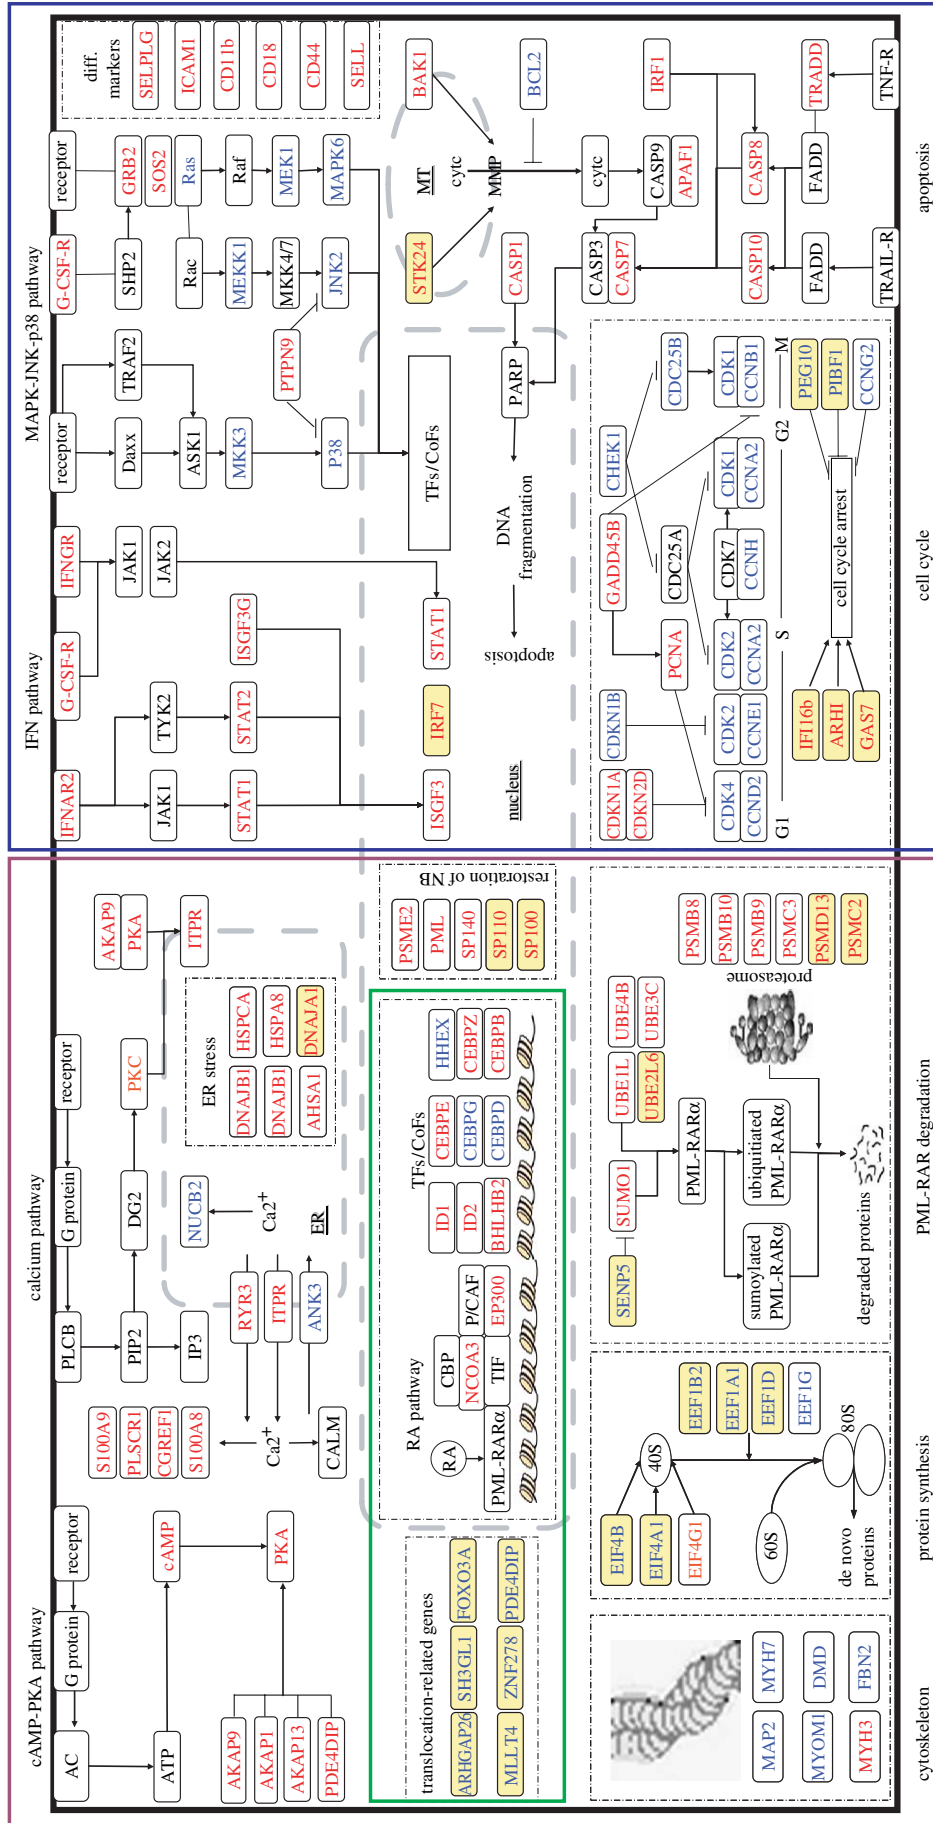 cAMP-PKA pathway
calcium pathway
IFN pathway
MAPK-JNK-p38 pathway
AC
G protein
receptor
ATP
cAMP
PKA
AKAP9
AKAP1
AKAP13
PDE4DIP
PLCB
G protein
receptor
PIP2
DG2
PKC
IP3
AKAP9
PKA
ITPR
S100A9
PLSCR1
CGREF1
S100A8
Ca2+
CALM
RYR3
ITPR
ANK3
NUCB2
Ca2+
ER
ER stress
DNAJB1
HSPCA
DNAJB1
HSPA8
AHSA1
DNAJA1
IFNAR2
G-CSF-R
IFNGR
JAK1
TYK2
JAK1
JAK2
STAT1
STAT2
ISGF3G
ISGF3
IRF7
STAT1
receptor
G-CSF-R
receptor
Daxx
TRAF2
SHP2
GRB2
SOS2
ASK1
Rac
Ras
MKK3
MEKK1
Raf
MKK4/7
MEK1
PTPN9
P38
JNK2
MAPK6
diff.
markers
SELPLG
ICAM1
CD11b
CD18
CD44
SELL
translocation-related genes
ARHGAP26
SH3GL1
FOXO3A
MLLT4
ZNF278
PDE4DIP
RA pathway
RA
PML-RARα
CBP
NCOA3
TIF
P/CAF
EP300
TFs/CoFs
ID1
ID2
BHLHB2
CEBPE
CEBPG
CEBPD
HHEX
CEBPZ
CEBPB
restoration of NB
PSME2
PML
SP140
SP110
SP100
nucleus
TFs/CoFs
DNA
fragmentation
apoptosis
PARP
CASP1
STK24
MT
cytc
MMP
BAK1
BCL2
cytc
CASP9
APAF1
CASP3
CASP7
IRF1
CASP8
CASP10
TRADD
FADD
FADD
TNF-R
TRAIL-R
apoptosis
MAP2
MYH7
MYOM1
DMD
MYH3
FBN2
cytoskeleton
EIF4B
EIF4A1
EIF4G1
40S
60S
80S
EEF1B2
EEF1A1
EEF1D
EEF1G
de novo
proteins
protein synthesis
SENP5
SUMO1
UBE1L
UBE2L6
UBE4B
UBE3C
PML-RARα
sumoylated
PML-RARα
ubiquitiated
PML-RARα
degraded proteins
proteasome
PSMB8
PSMB10
PSMB9
PSMC3
PSMD13
PSMC2
PML-RAR degradation
CDKN1A
CDKN2D
CDKN1B
GADD45B
CHEK1
PCNA
CDC25A
CDC25B
CDK4
CCND2
CDK2
CCNE1
CDK2
CCNA2
CDK7
CCNH
CDK1
CCNA2
CDK1
CCNB1
G1
S
G2
M
IFI16b
ARHI
GAS7
cell cycle arrest
PEG10
PIBF1
CCNG2
cell cycle